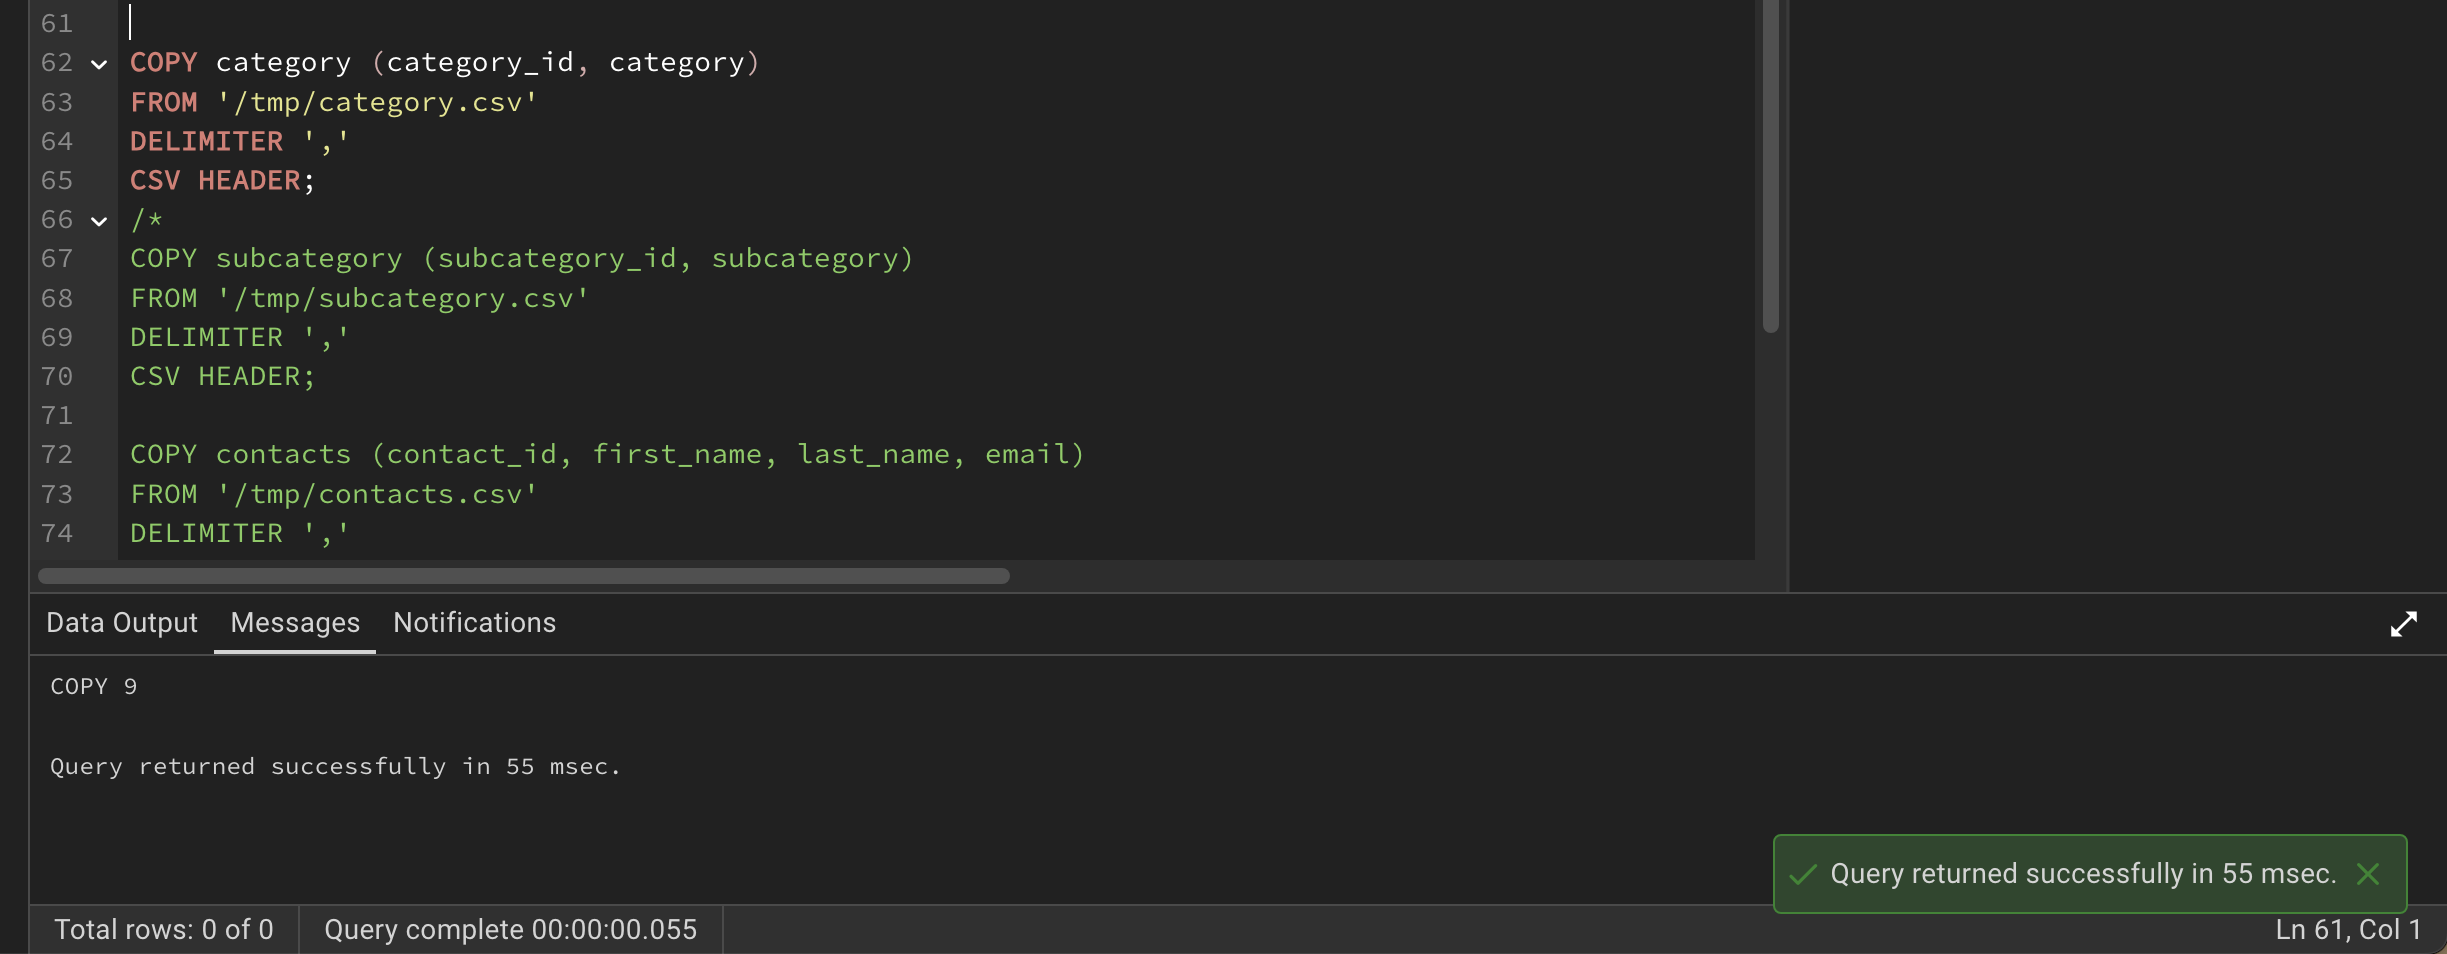 61
62 COPY category (category_id, category)
63 FROM '/tmp/category.csv'
64 DELIMITER ','
65 CSV HEADER;
66 /*
67 COPY subcategory (subcategory_id, subcategory)
68 FROM '/tmp/subcategory.csv'
69 DELIMITER ','
70 CSV HEADER;
71
72 COPY contacts (contact_id, first_name, last_name, email)
73 FROM '/tmp/contacts.csv'
74 DELIMITER ','
Data Output Messages Notifications
COPY 9
Query returned successfully in 55 msec.
Query returned successfully in 55 msec.
Total rows: 0 of 0 Query complete 00:00:00.055 Ln 61, Col 1